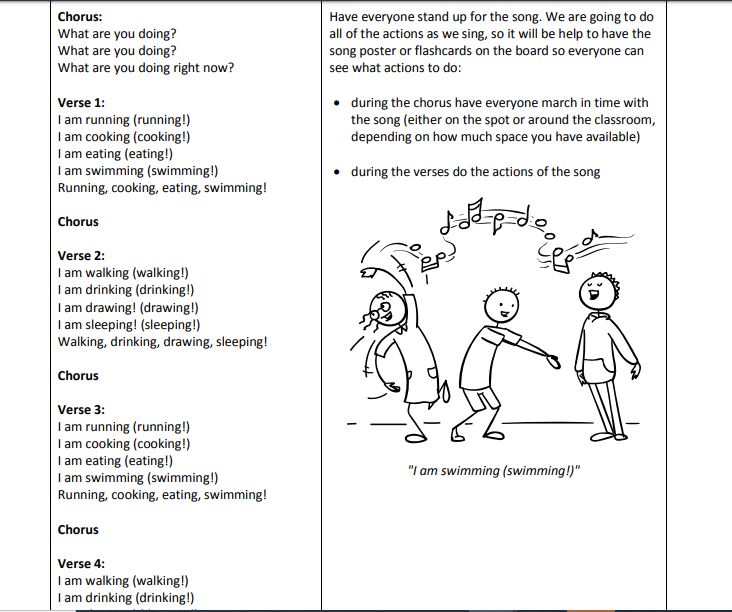 Chorus:
What are you doing?
What are you doing?
What are you doing right now?
Verse 1:
I am running (running!)
I am cooking (cooking!)
I am eating (eating!)
I am swimming (swimming!)
Running, cooking, eating, swimming!
Chorus
Verse 2:
I am walking (walking!)
I am drinking (drinking!)
I am drawing! (drawing!)
I am sleeping! (sleeping!)
Walking, drinking, drawing, sleeping!
Chorus
Verse 3:
I am running (running!)
I am cooking (cooking!)
I am eating (eating!)
I am swimming (swimming!)
Running, cooking, eating, swimming!
Chorus
Verse 4:
I am walking (walking!)
I am drinking (drinking!)
Have everyone stand up for the song. We are going to do
all of the actions as we sing, so it will be help to have the
song poster or flashcards on the board so everyone can
see what actions to do:
• during the chorus have everyone march in time with
the song (either on the spot or around the classroom,
depending on how much space you have available)
• during the verses do the actions of the song
"I am swimming (swimming!)"